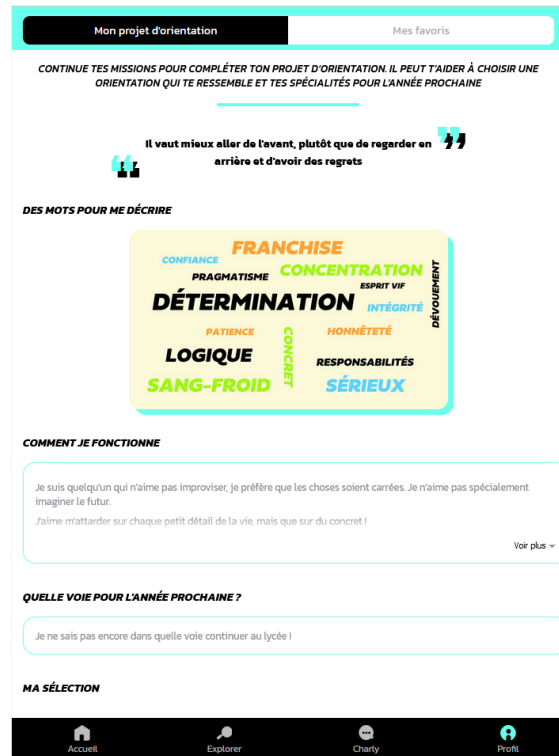 Mon projet d'orientation
Mes favoris
CONTINUE TES MISSIONS POUR COMPLÉTER TON PROJET D'ORIENTATION. IL PEUT T'AIDER À CHOISIR UNE
ORIENTATION QUI TE RESSEMBLE ET TES SPÉCIALITÉS POUR L'ANNÉE PROCHAINE
Il vaut mieux aller de l'avant, plutôt que de regarder en
arrière et d'avoir des regrets
DES MOTS POUR ME DÉCRIRE
FRANCHISE
CONFIANCE
CONCENTRATION
PRAGMATISME
ESPRIT VIF
DÉTERMINATION
INTÉGRITÉ
DÉVOUEMENT
PATIENCE
CONCRET
HONNÊTETÉ
LOGIQUE
RESPONSABILITÉS
SANG-FROID
SÉRIEUX
COMMENT JE FONCTIONNE
Je suis quelqu'un qui n'aime pas improviser, je préfère que les choses soient carrées. Je n'aime pas spécialement
imaginer le futur.
J'aime m'attarder sur chaque petit détail de la vie, mais que sur du concret !
Voir plus
QUELLE VOIE POUR L'ANNÉE PROCHAINE ?
Je ne sais pas encore dans quelle voie continuer au lycée !
MA SÉLECTION
Accueil
Explorer
Charly
Profil